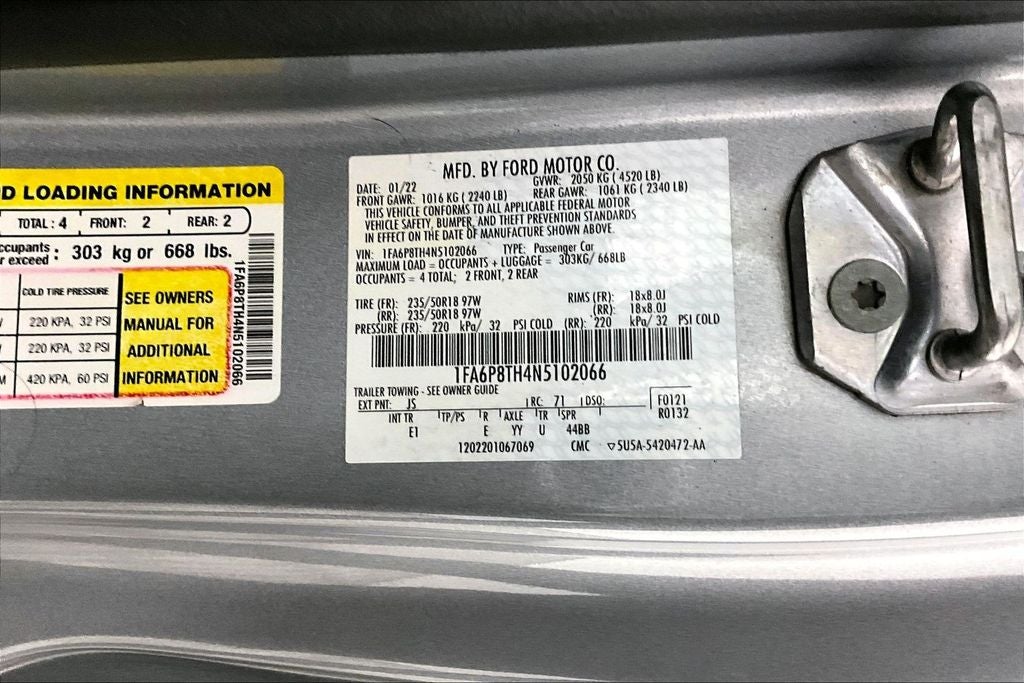 D LOADING INFORMATION
TOTAL: 4 FRONT: 2 REAR: 2
ccupants
r exceed : 303 kg or 668 lbs.
COLD TIRE PRESSURE
220 KPA, 32 PSI
220 KPA, 32 PSI
M 420 KPA, 60 PSI
SEE OWNERS
MANUAL FOR
ADDITIONAL
INFORMATION
1FA6P8TH4N5102066
MFD. BY FORD MOTOR CO.
DATE: 01/22 GVWR: 2050 KG ( 4520 LB)
FRONT GAWR: 1016 KG ( 2240 LB) REAR GAWR: 1061 KG ( 2340 LB)
THIS VEHICLE CONFORMS TO ALL APPLICABLE FEDERAL MOTOR
VEHICLE SAFETY, BUMPER, AND THEFT PREVENTION STANDARDS
IN EFFECT ON THE DATE OF MANUFACTURE SHOWN ABOVE.
VIN: 1FA6P8TH4N5102066 TYPE: Passenger Car
MAXIMUM LOAD = OCCUPANTS + LUGGAGE = 303KG/ 668LB
OCCUPANTS = 4 TOTAL; 2 FRONT, 2 REAR
TIRE (FR): 235/50R18 97W RIMS (FR): 18x8.0J
(RR): 235/50R18 97W (RR): 18x8.0J
PRESSURE (FR): 220 kPa/ 32 PSI COLD (RR): 220 kPa/ 32 PSI COLD
1FA6P8TH4N5102066
TRAILER TOWING - SEE OWNER GUIDE
EXT PNT: JS RC: 71 DSO: F0121
INT TR TP/PS R AXLE TR SPR R0132
E1 E YY U 44BB
1202201067069 CMC ▽5U5A-5420472-AA